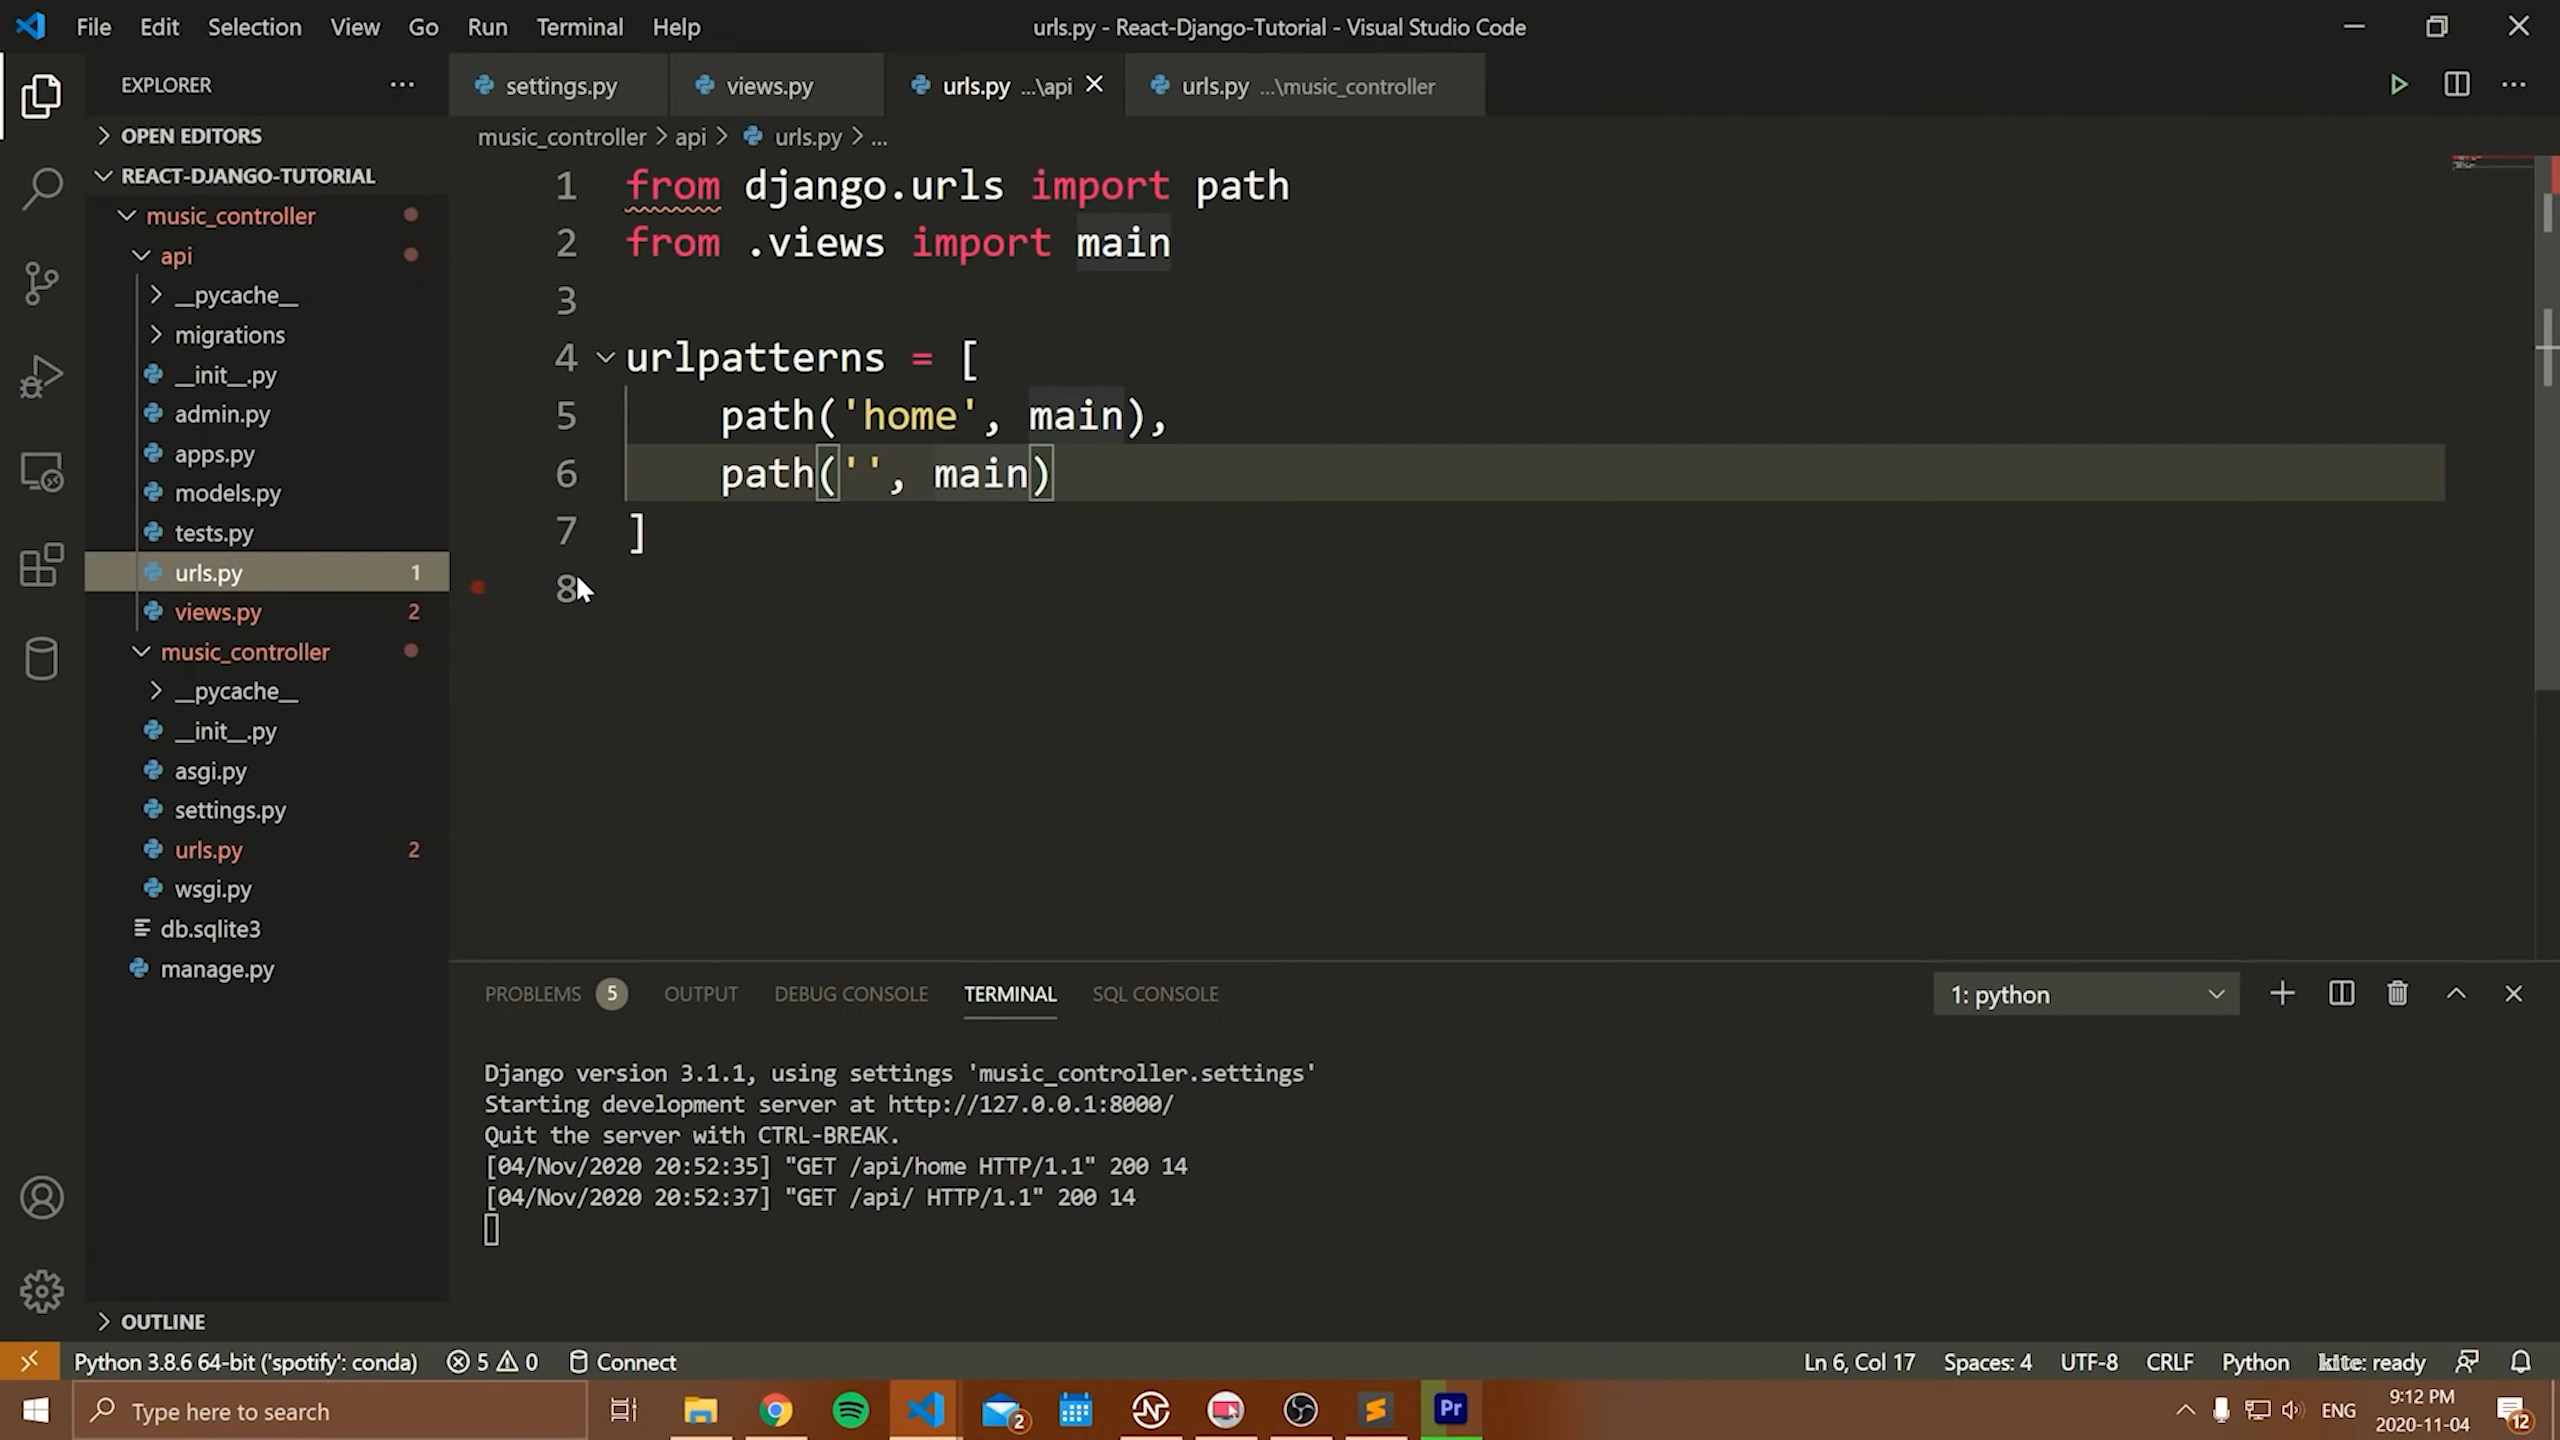 File Edit Selection View Go Run Terminal Help urls.py - React-Django-Tutorial - Visual Studio Code
EXPLORER ... settings.py views.py urls.py ...\api urls.py ...\music_controller
OPEN EDITORS
REACT-DJANGO-TUTORIAL
music_controller
api
__pycache__
migrations
__init__.py
admin.py
apps.py
models.py
tests.py
urls.py 1
views.py 2
music_controller
__pycache__
__init__.py
asgi.py
settings.py
urls.py 2
wsgi.py
db.sqlite3
manage.py
OUTLINE
music_controller > api > urls.py > ...
1 from django.urls import path
2 from .views import main
3
4 urlpatterns = [
5 path('home', main),
6 path('', main)
7 ]
8
PROBLEMS 5 OUTPUT DEBUG CONSOLE TERMINAL SQL CONSOLE 1: python
Django version 3.1.1, using settings 'music_controller.settings'
Starting development server at http://127.0.0.1:8000/
Quit the server with CTRL-BREAK.
[04/Nov/2020 20:52:35] "GET /api/home HTTP/1.1" 200 14
[04/Nov/2020 20:52:37] "GET /api/ HTTP/1.1" 200 14
Python 3.8.6 64-bit ('spotify': conda) 5 0 Connect Ln 6, Col 17 Spaces: 4 UTF-8 CRLF Python kite: ready
Type here to search 2 Pr ENG 9:12 PM 12
2020-11-04